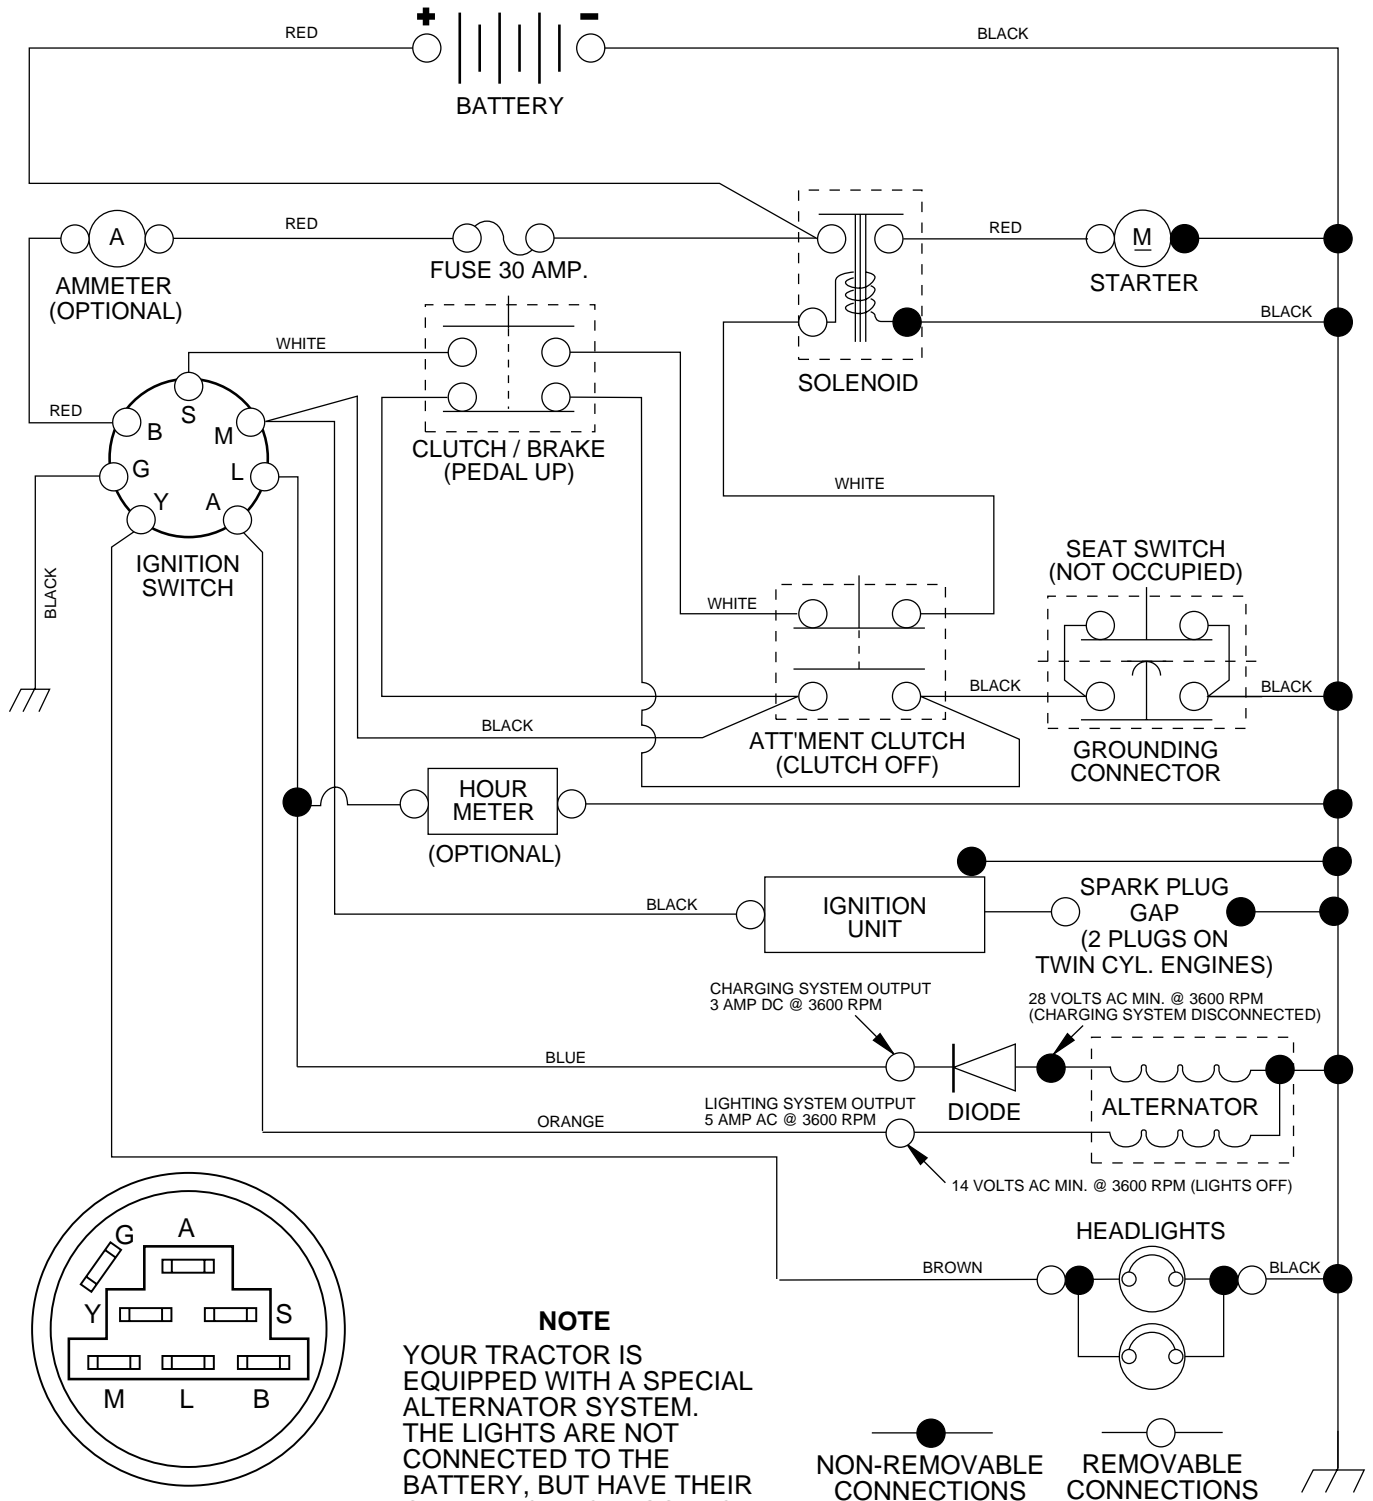 + -
RED
BLACK
BATTERY
A
RED
FUSE 30 AMP.
RED
M
STARTER
AMMETER
(OPTIONAL)
BLACK
SOLENOID
WHITE
CLUTCH / BRAKE
(PEDAL UP)
RED
B
S
M
G
L
Y
A
IGNITION
SWITCH
BLACK
WHITE
SEAT SWITCH
(NOT OCCUPIED)
WHITE
BLACK
BLACK
BLACK
ATT'MENT CLUTCH
(CLUTCH OFF)
GROUNDING
CONNECTOR
HOUR
METER
(OPTIONAL)
BLACK
IGNITION
UNIT
SPARK PLUG
GAP
(2 PLUGS ON
TWIN CYL. ENGINES)
CHARGING SYSTEM OUTPUT
3 AMP DC @ 3600 RPM
28 VOLTS AC MIN. @ 3600 RPM
(CHARGING SYSTEM DISCONNECTED)
BLUE
DIODE
ALTERNATOR
LIGHTING SYSTEM OUTPUT
5 AMP AC @ 3600 RPM
ORANGE
14 VOLTS AC MIN. @ 3600 RPM (LIGHTS OFF)
HEADLIGHTS
BROWN
BLACK
G
A
Y
S
M
L
B
NOTE
YOUR TRACTOR IS
EQUIPPED WITH A SPECIAL
ALTERNATOR SYSTEM.
THE LIGHTS ARE NOT
CONNECTED TO THE
BATTERY, BUT HAVE THEIR
NON-REMOVABLE
CONNECTIONS
REMOVABLE
CONNECTIONS